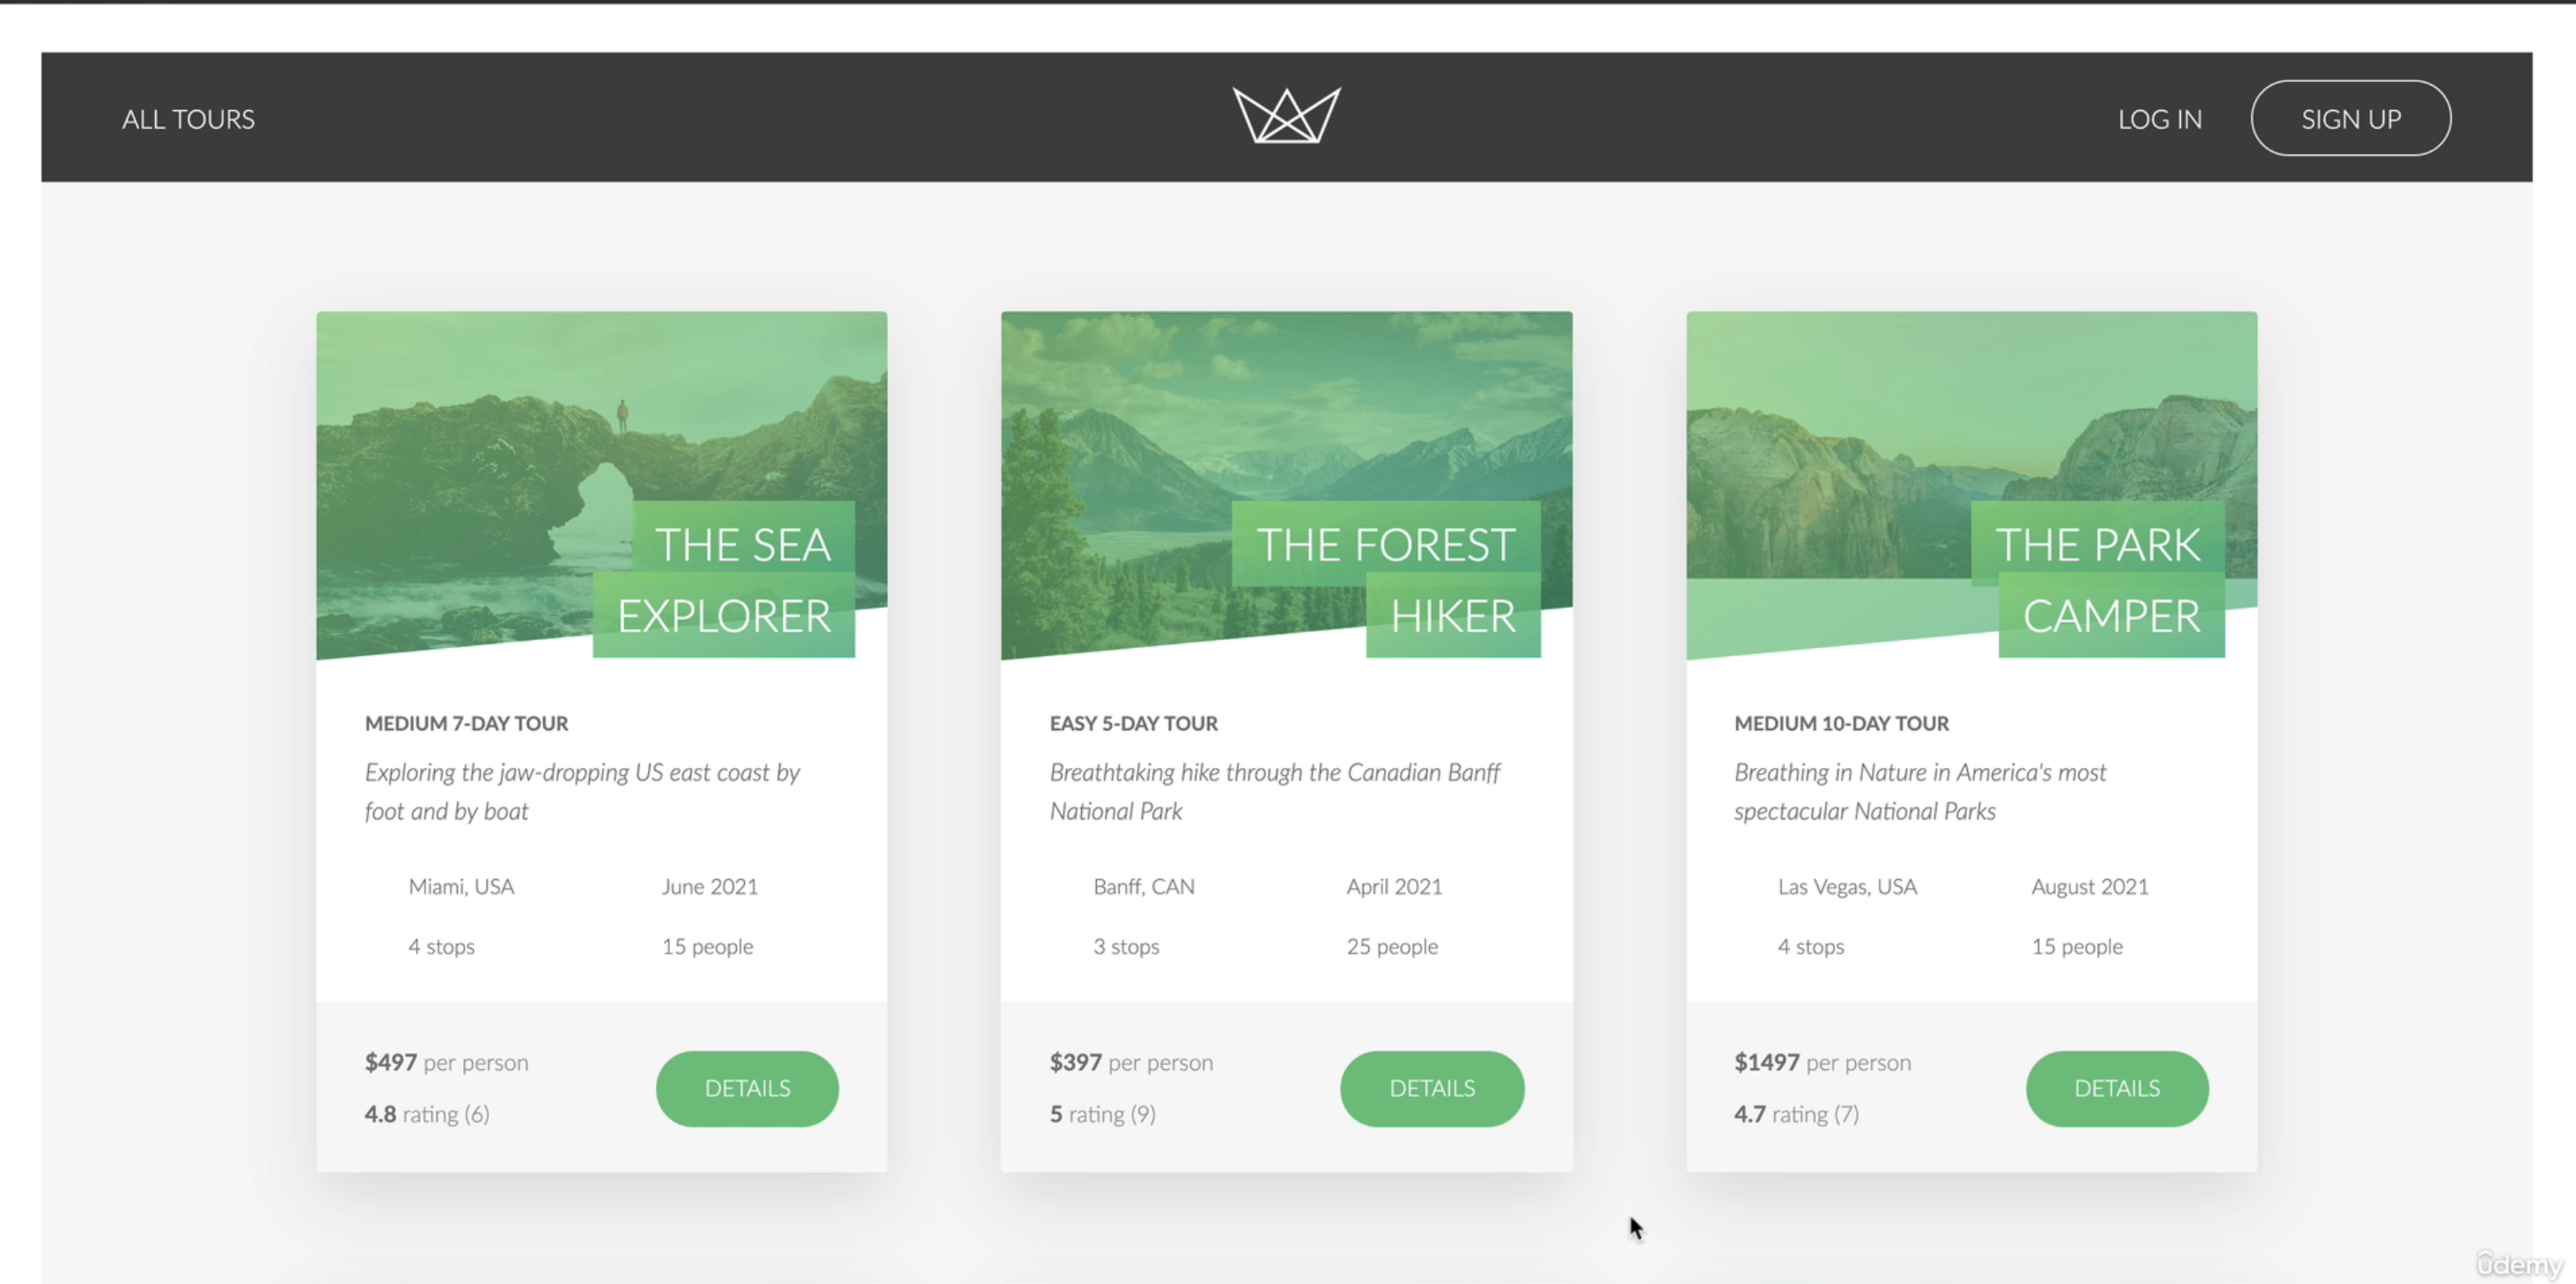 ALL TOURS
LOG IN
SIGN UP
THE SEA
EXPLORER
MEDIUM 7-DAY TOUR
Exploring the jaw-dropping US east coast by
foot and by boat
Miami, USA
June 2021
4 stops
15 people
$497 per person
4.8 rating (6)
DETAILS
THE FOREST
HIKER
EASY 5-DAY TOUR
Breathtaking hike through the Canadian Banff
National Park
Banff, CAN
April 2021
3 stops
25 people
$397 per person
5 rating (9)
DETAILS
THE PARK
CAMPER
MEDIUM 10-DAY TOUR
Breathing in Nature in America's most
spectacular National Parks
Las Vegas, USA
August 2021
4 stops
15 people
$1497 per person
4.7 rating (7)
DETAILS
ûdemy